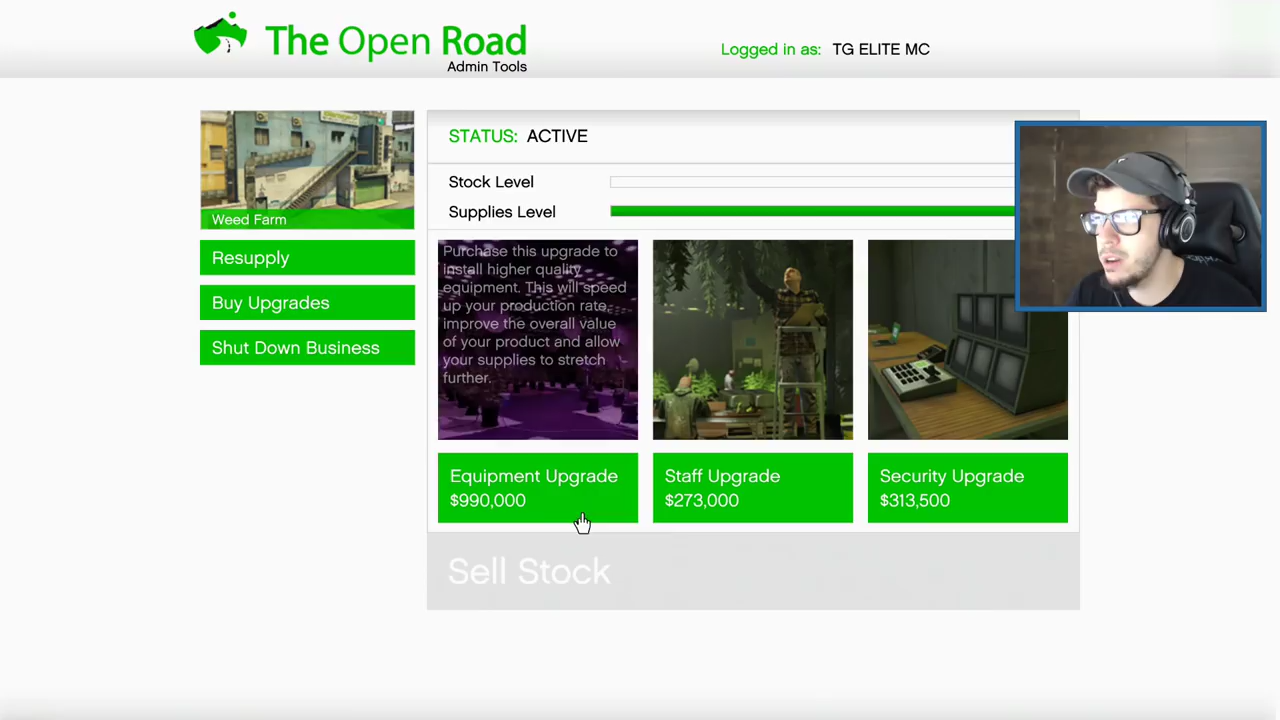 The Open Road
Admin Tools
Logged in as: TG ELITE MC
Weed Farm
Resupply
Buy Upgrades
Shut Down Business
STATUS: ACTIVE
Stock Level
Supplies Level
Purchase this upgrade to
install higher quality
equipment. This will speed
up your production rate,
improve the overall value
of your product and allow
your supplies to stretch
further.
Equipment Upgrade
$990,000
Staff Upgrade
$273,000
Security Upgrade
$313,500
Sell Stock